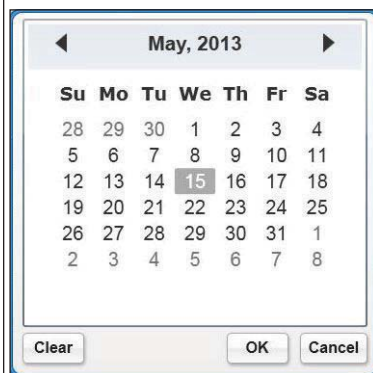 May, 2013
Su Mo Tu We Th Fr Sa
28 29 30 1 2 3 4
5 6 7 8 9 10 11
12 13 14 15 16 17 18
19 20 21 22 23 24 25
26 27 28 29 30 31 1
2 3 4 5 6 7 8
Clear OK Cancel